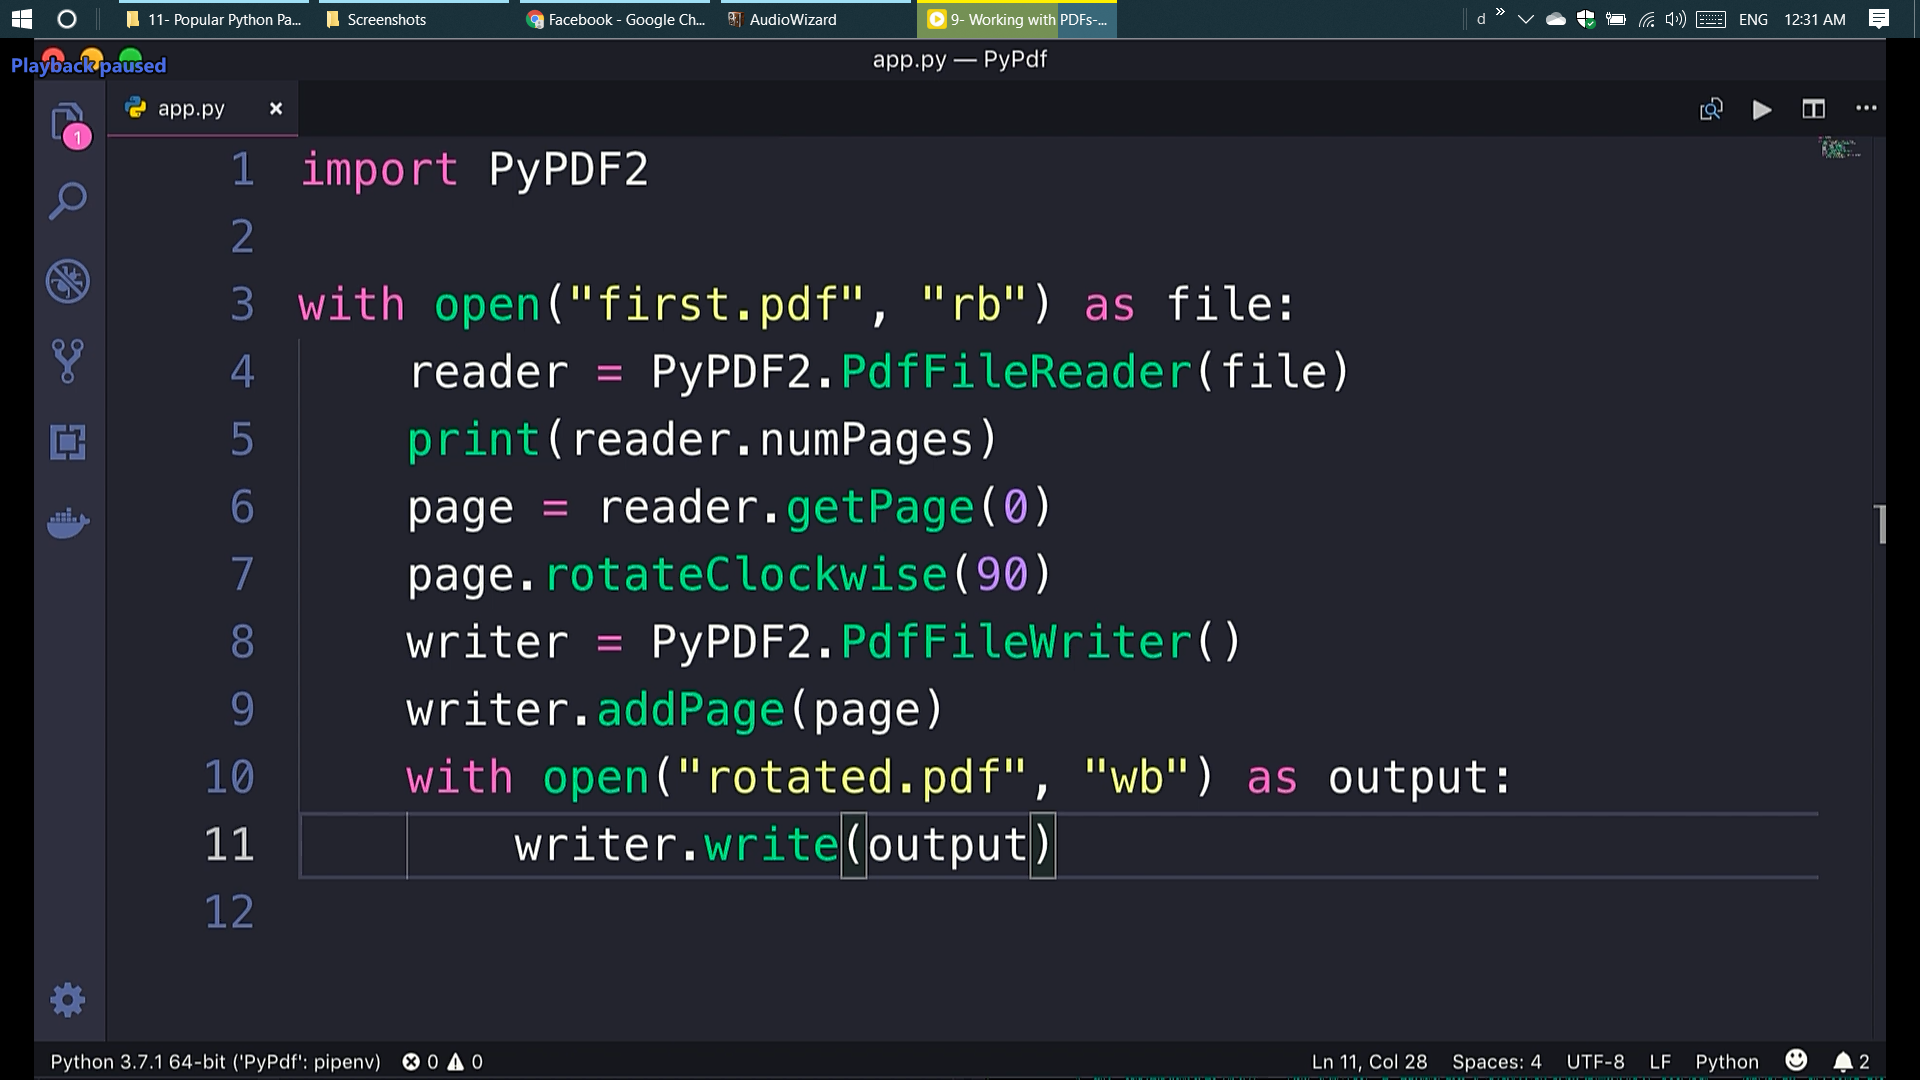 11- Popular Python Pa...
Screenshots
Facebook - Google Ch...
AudioWizard
9- Working with PDFs-...
d
ENG
12:31 AM
Playback paused
app.py — PyPdf
1
app.py
1 import PyPDF2
2
3 with open("first.pdf", "rb") as file:
4 reader = PyPDF2.PdfFileReader(file)
5 print(reader.numPages)
6 page = reader.getPage(0)
7 page.rotateClockwise(90)
8 writer = PyPDF2.PdfFileWriter()
9 writer.addPage(page)
10 with open("rotated.pdf", "wb") as output:
11 writer.write(output)
12
Python 3.7.1 64-bit ('PyPdf': pipenv) 0 0
Ln 11, Col 28 Spaces: 4 UTF-8 LF Python 2